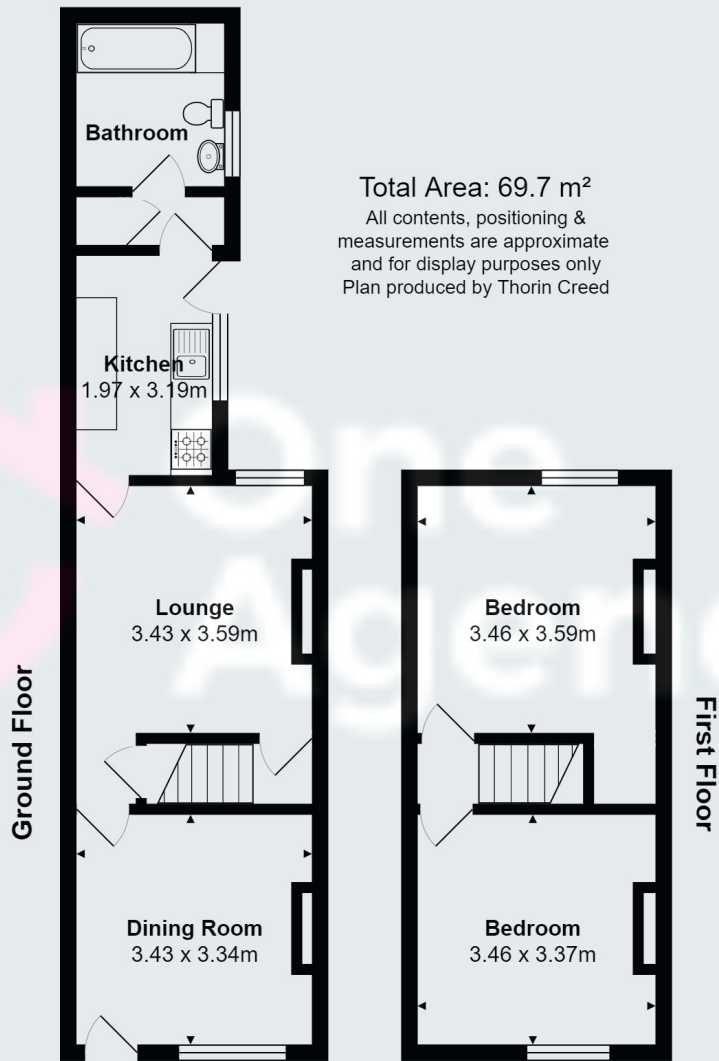 Bathroom
Total Area: 69.7 m²
All contents, positioning &
measurements are approximate
and for display purposes only
Plan produced by Thorin Creed
Kitchen
1.97 x 3.19m
One
Agen
Lounge
3.43 x 3.59m
Bedroom
3.46 x 3.59m
Ground Floor
First Floor
Dining Room
3.43 x 3.34m
Bedroom
3.46 x 3.37m